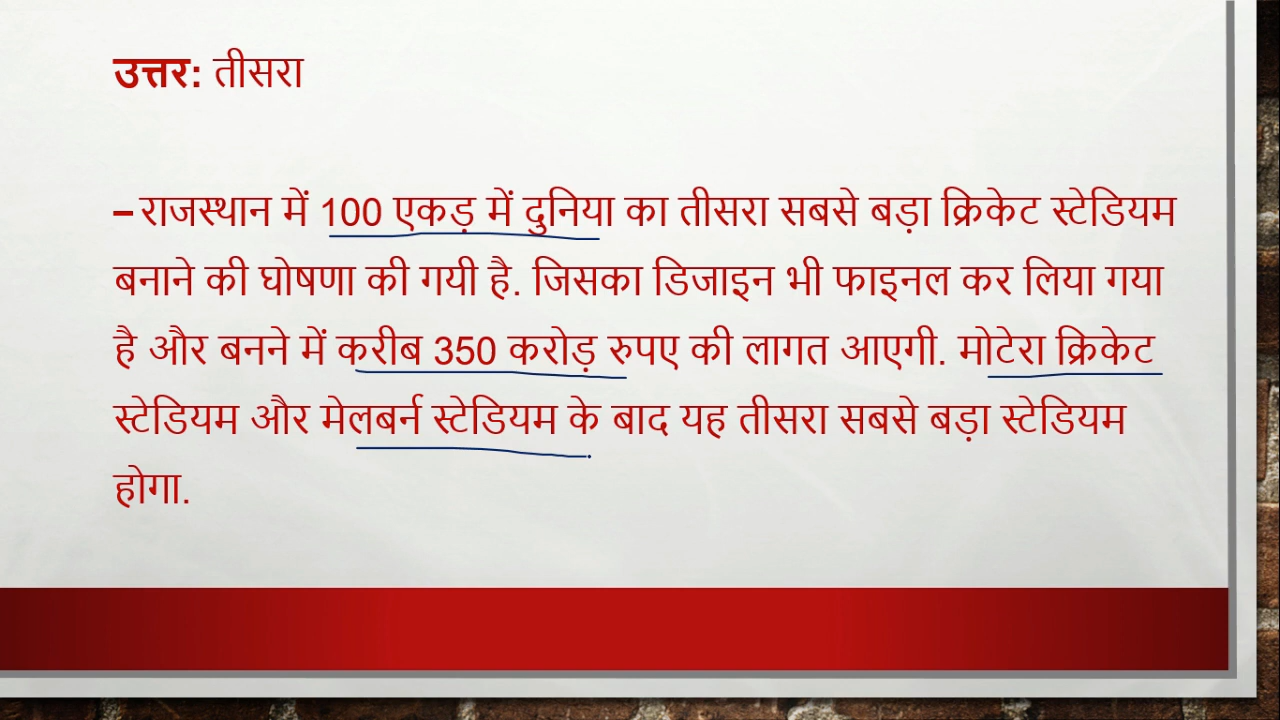 उत्तर: तीसरा
– राजस्थान में 100 एकड़ में दुनिया का तीसरा सबसे बड़ा क्रिकेट स्टेडियम
बनाने की घोषणा की गयी है. जिसका डिजाइन भी फाइनल कर लिया गया
है और बनने में करीब 350 करोड़ रुपए की लागत आएगी. मोटेरा क्रिकेट
स्टेडियम और मेलबर्न स्टेडियम के बाद यह तीसरा सबसे बड़ा स्टेडियम
होगा.